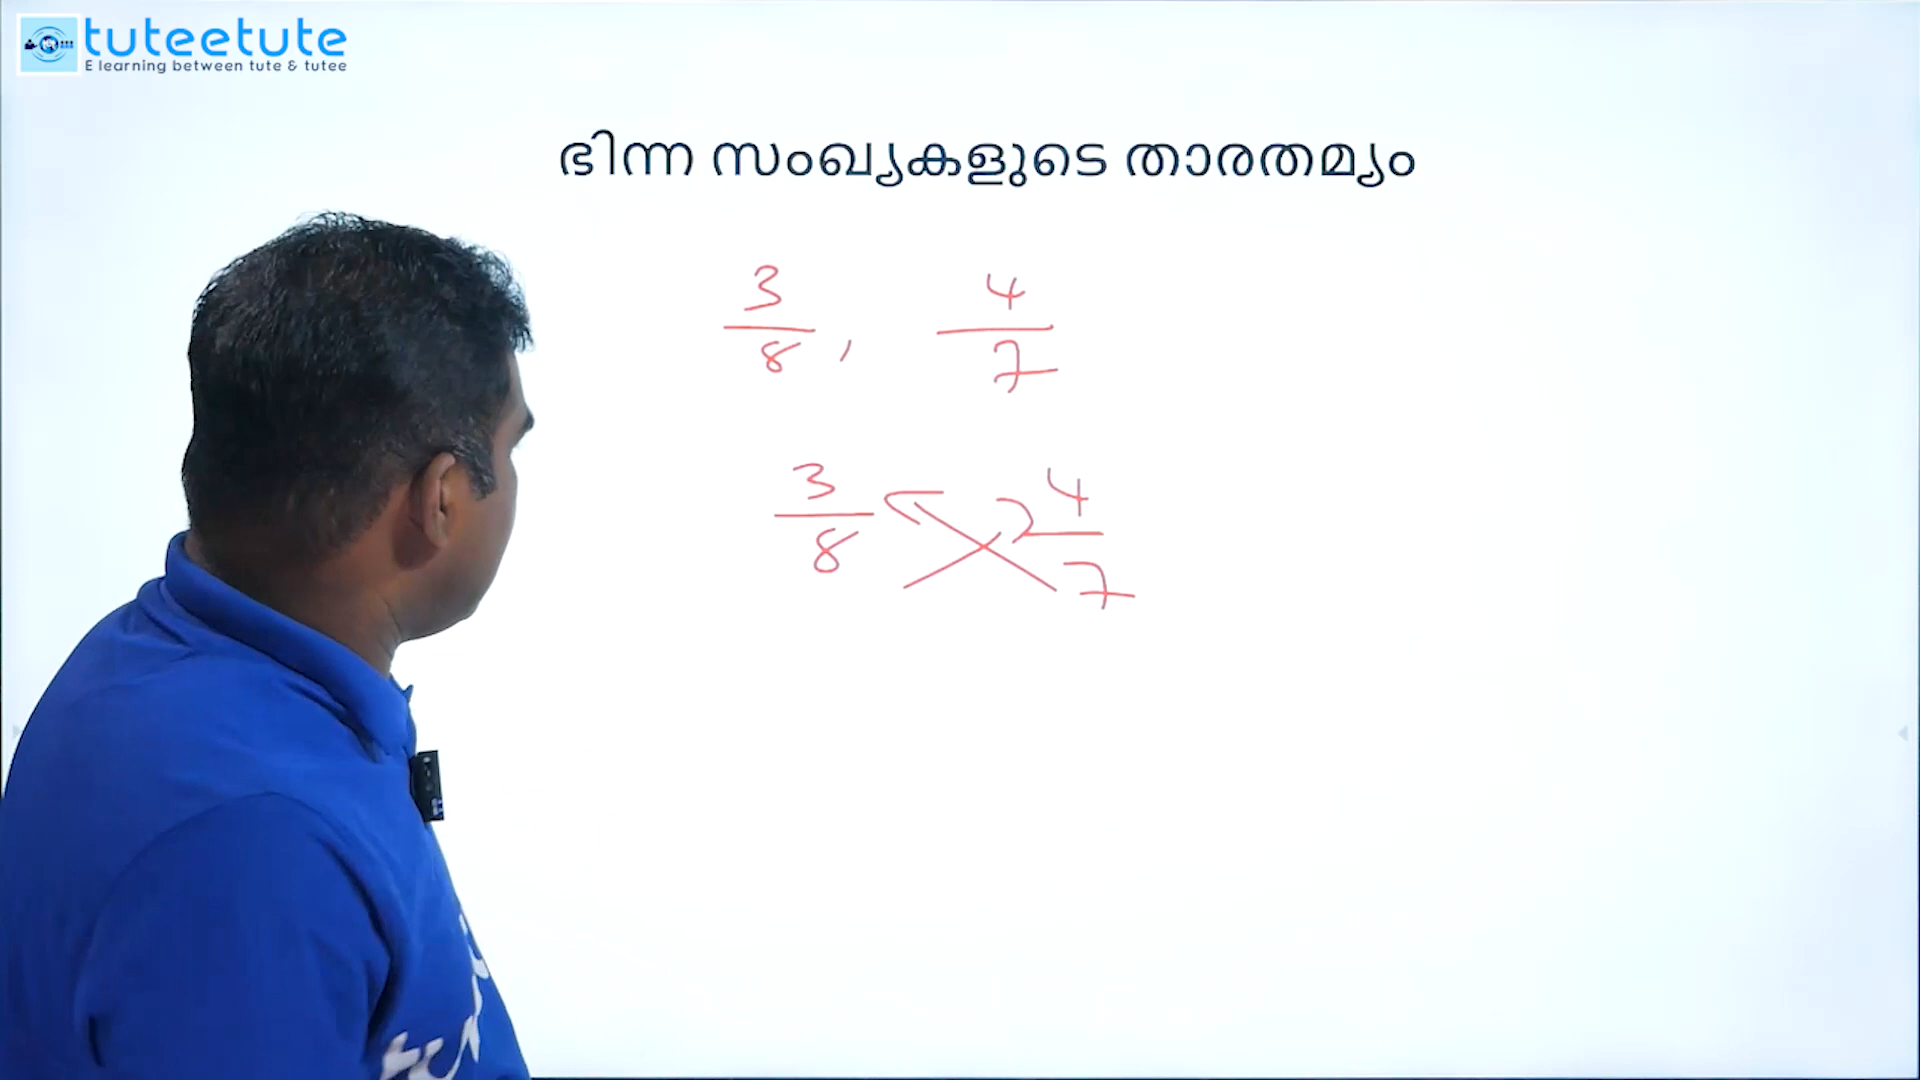 tuteetute
E learning between tute & tutee
ഭിന്ന സംഖ്യകളുടെ താരതമ്യം
3/8 , 4/7
3/8 4/7